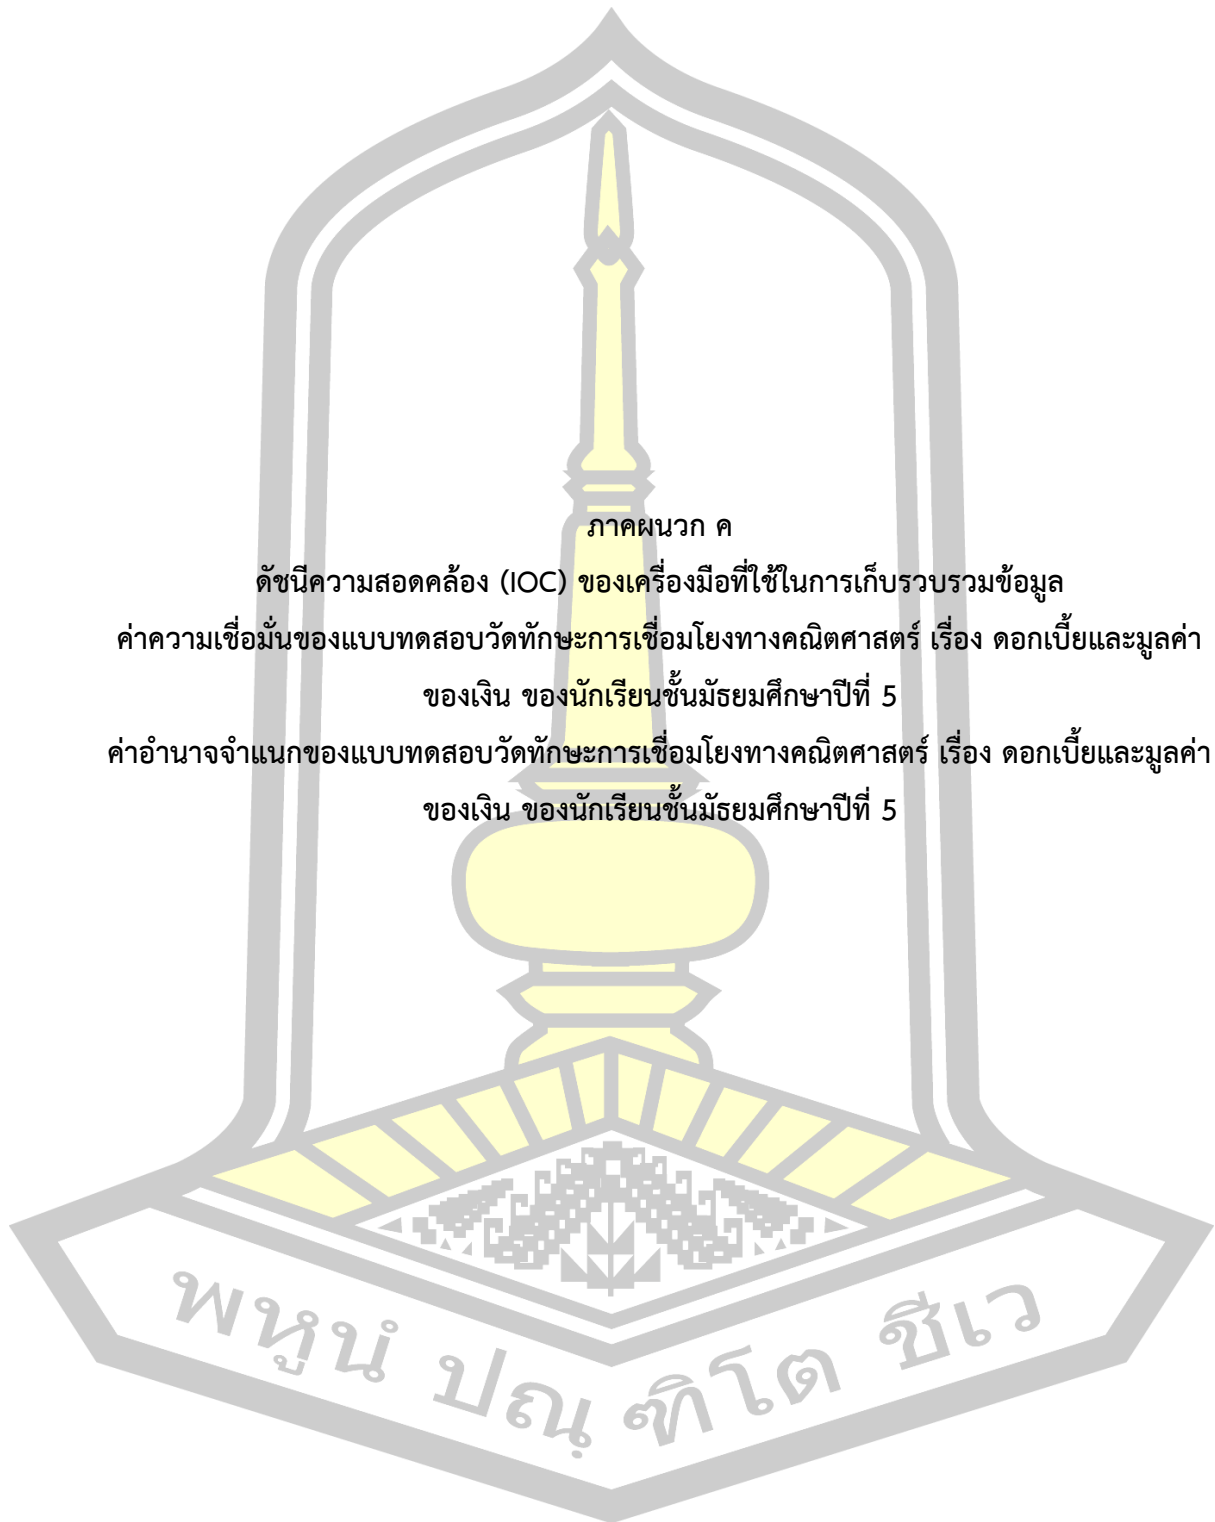 ภาคผนวก ค
ดัชนีความสอดคล้อง (IOC) ของเครื่องมือที่ใช้ในการเก็บรวบรวมข้อมูล
ค่าความเชื่อมั่นของแบบทดสอบวัดทักษะการเชื่อมโยงทางคณิตศาสตร์ เรื่อง ดอกเบี้ยและมูลค่า
ของเงิน ของนักเรียนชั้นมัธยมศึกษาปีที่ 5
ค่าอำนาจจำแนกของแบบทดสอบวัดทักษะการเชื่อมโยงทางคณิตศาสตร์ เรื่อง ดอกเบี้ยและมูลค่า
ของเงิน ของนักเรียนชั้นมัธยมศึกษาปีที่ 5
พหูนํ ปณฺ ฑิโต ชีเว